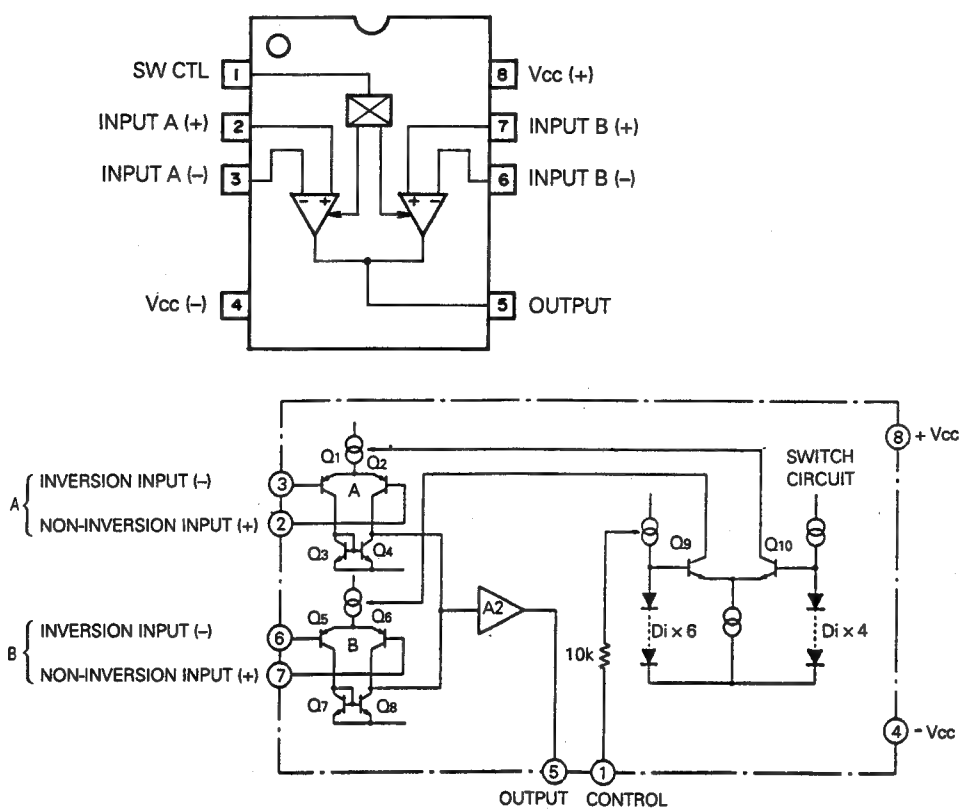 SW CTL 1
8 Vcc (+)
INPUT A (+) 2
7 INPUT B (+)
INPUT A (–) 3
6 INPUT B (–)
– +
+ –
Vcc (–) 4
5 OUTPUT
8 + Vcc
Q1 Q2
SWITCH
CIRCUIT
A
INVERSION INPUT (–) 3
A
NON-INVERSION INPUT (+) 2
Q3 Q4
Q9 Q10
Q5 Q6
A2
B
INVERSION INPUT (–) 6
B
NON-INVERSION INPUT (+) 7
Di × 6
Di × 4
10k
Q7 Q8
4 - Vcc
5 1
OUTPUT CONTROL